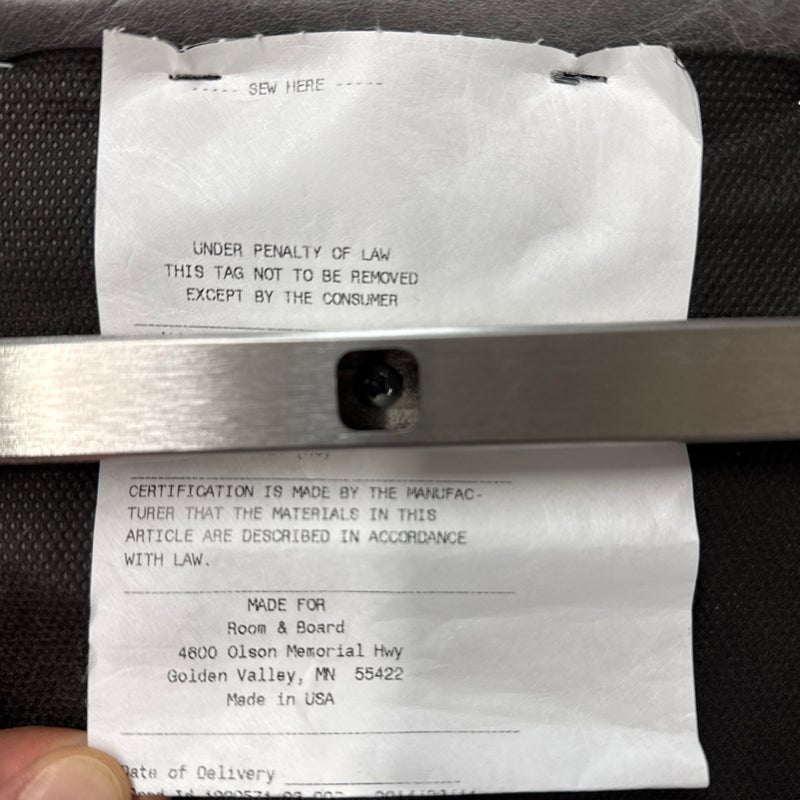 ----- SEW HERE -----
UNDER PENALTY OF LAW
THIS TAG NOT TO BE REMOVED
EXCEPT BY THE CONSUMER
CERTIFICATION IS MADE BY THE MANUFAC-
TURER THAT THE MATERIALS IN THIS
ARTICLE ARE DESCRIBED IN ACCORDANCE
WITH LAW.
MADE FOR
Room & Board
4600 Olson Memorial Hwy
Golden Valley, MN 55422
Made in USA
Date of Delivery